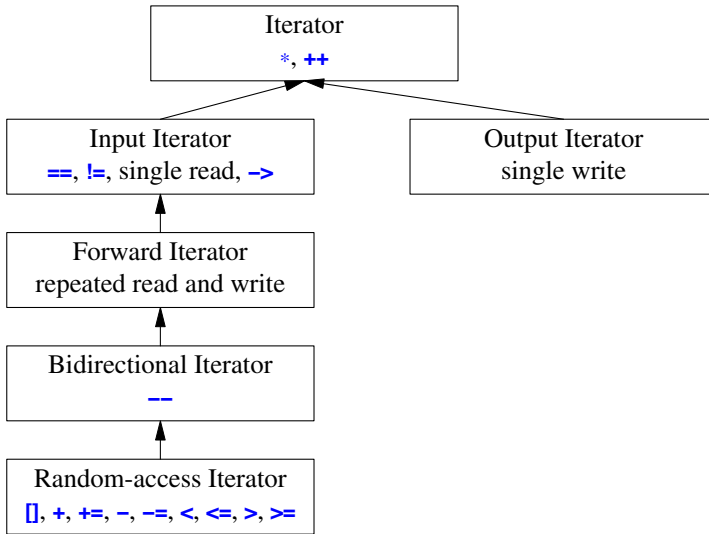 Iterator
*, ++
Input Iterator
==, !=, single read, −>
Output Iterator
single write
Forward Iterator
repeated read and write
Bidirectional Iterator
−−
Random-access Iterator
[], +, +=, −, −=, <, <=, >, >=